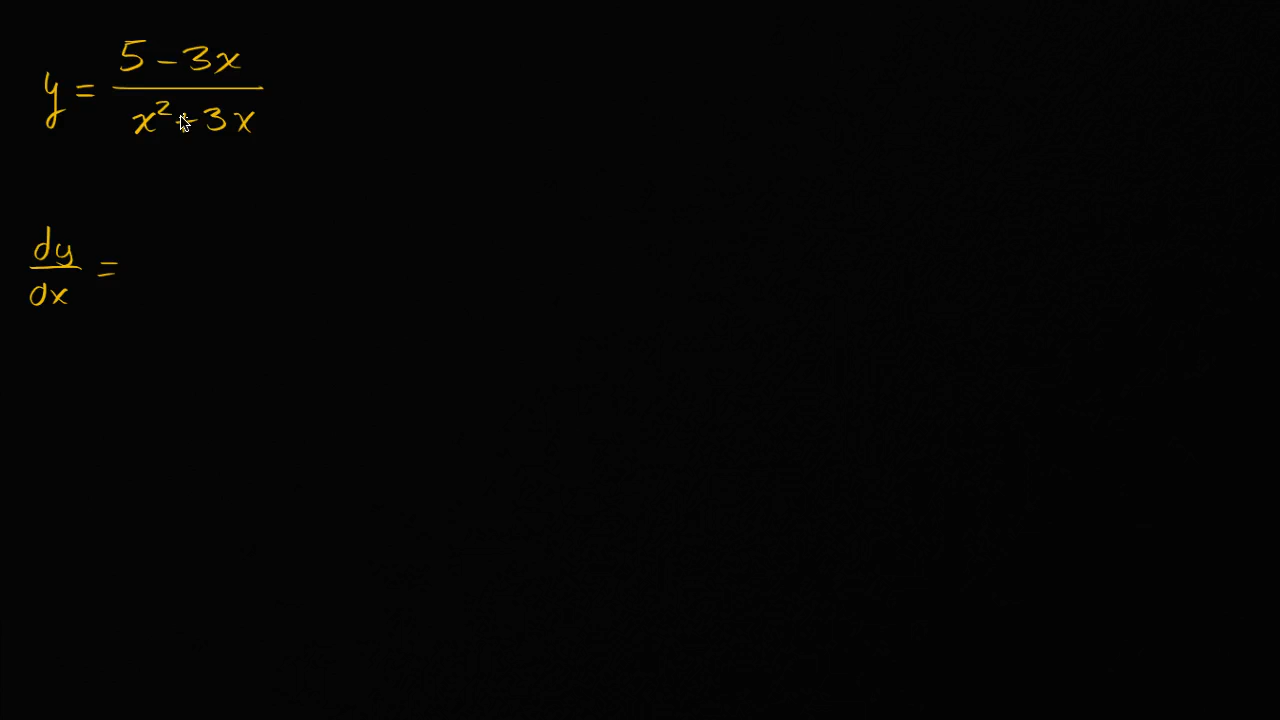 y = (5 - 3x) / (x² + 3x)
dy/dx =